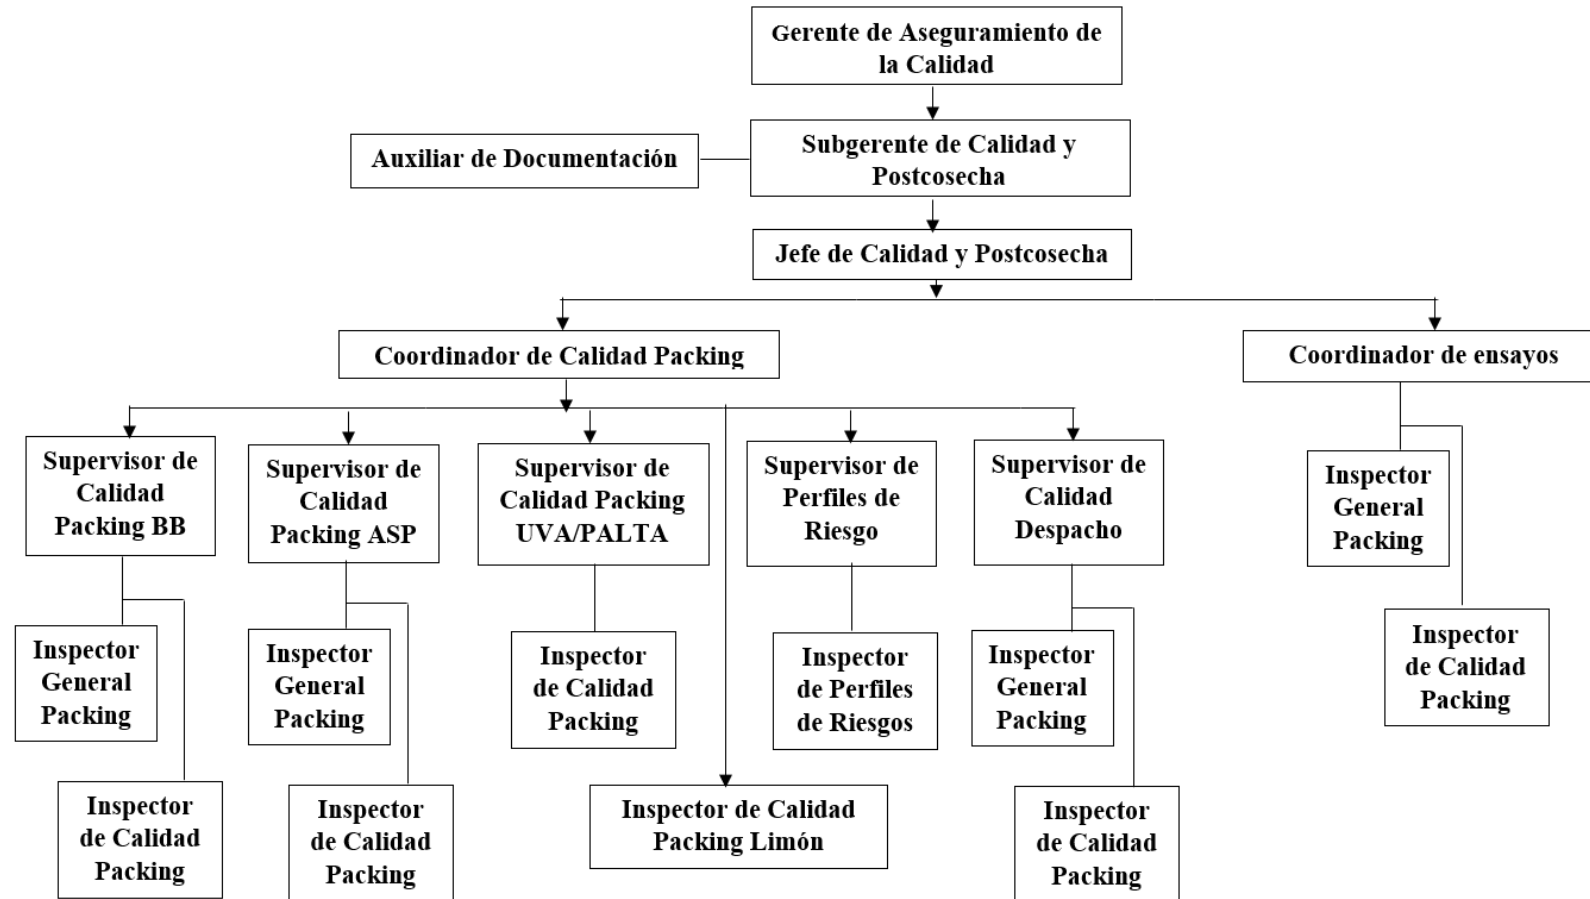 Gerente de Aseguramiento de
la Calidad
Auxiliar de Documentación
Subgerente de Calidad y
Postcosecha
Jefe de Calidad y Postcosecha
Coordinador de Calidad Packing
Coordinador de ensayos
Supervisor de
Calidad
Packing BB
Supervisor de
Calidad
Packing ASP
Supervisor de
Calidad Packing
UVA/PALTA
Supervisor de
Perfiles de
Riesgo
Supervisor de
Calidad
Despacho
Inspector
General
Packing
Inspector
de Calidad
Packing
Inspector
General
Packing
Inspector
General
Packing
Inspector
de Calidad
Packing
Inspector
de Perfiles
de Riesgos
Inspector
General
Packing
Inspector
de Calidad
Packing
Inspector
de Calidad
Packing
Inspector de Calidad
Packing Limón
Inspector
de Calidad
Packing